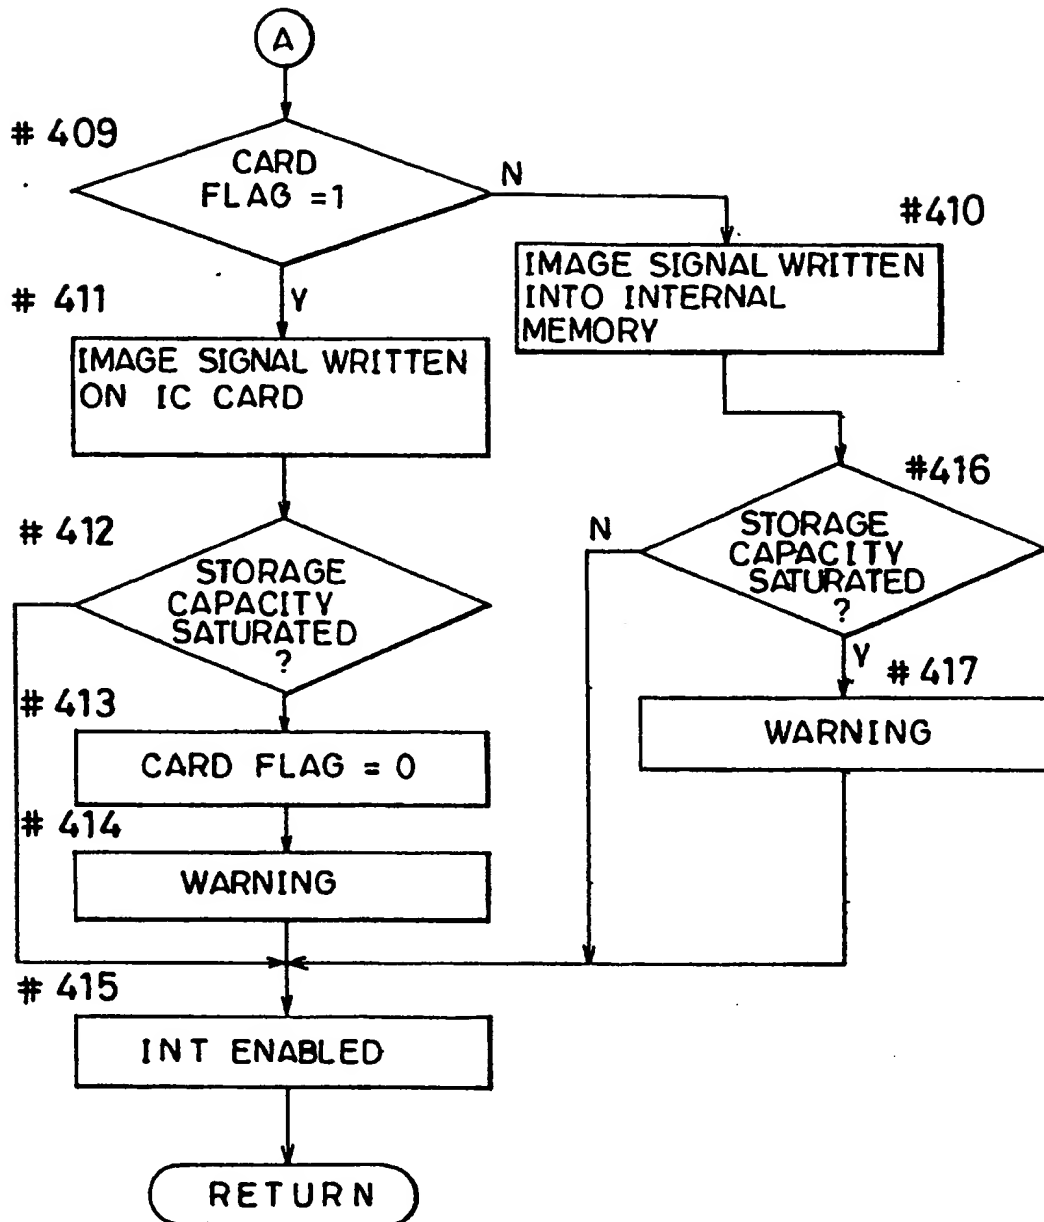 A
# 409
CARD
FLAG = 1
N
#410
IMAGE SIGNAL WRITTEN
INTO INTERNAL
MEMORY
# 411
Y
IMAGE SIGNAL WRITTEN
ON IC CARD
#416
STORAGE
CAPACITY
SATURATED
?
N
Y
# 412
STORAGE
CAPACITY
SATURATED
?
# 417
WARNING
# 413
CARD FLAG = 0
# 414
WARNING
# 415
INT ENABLED
RETURN